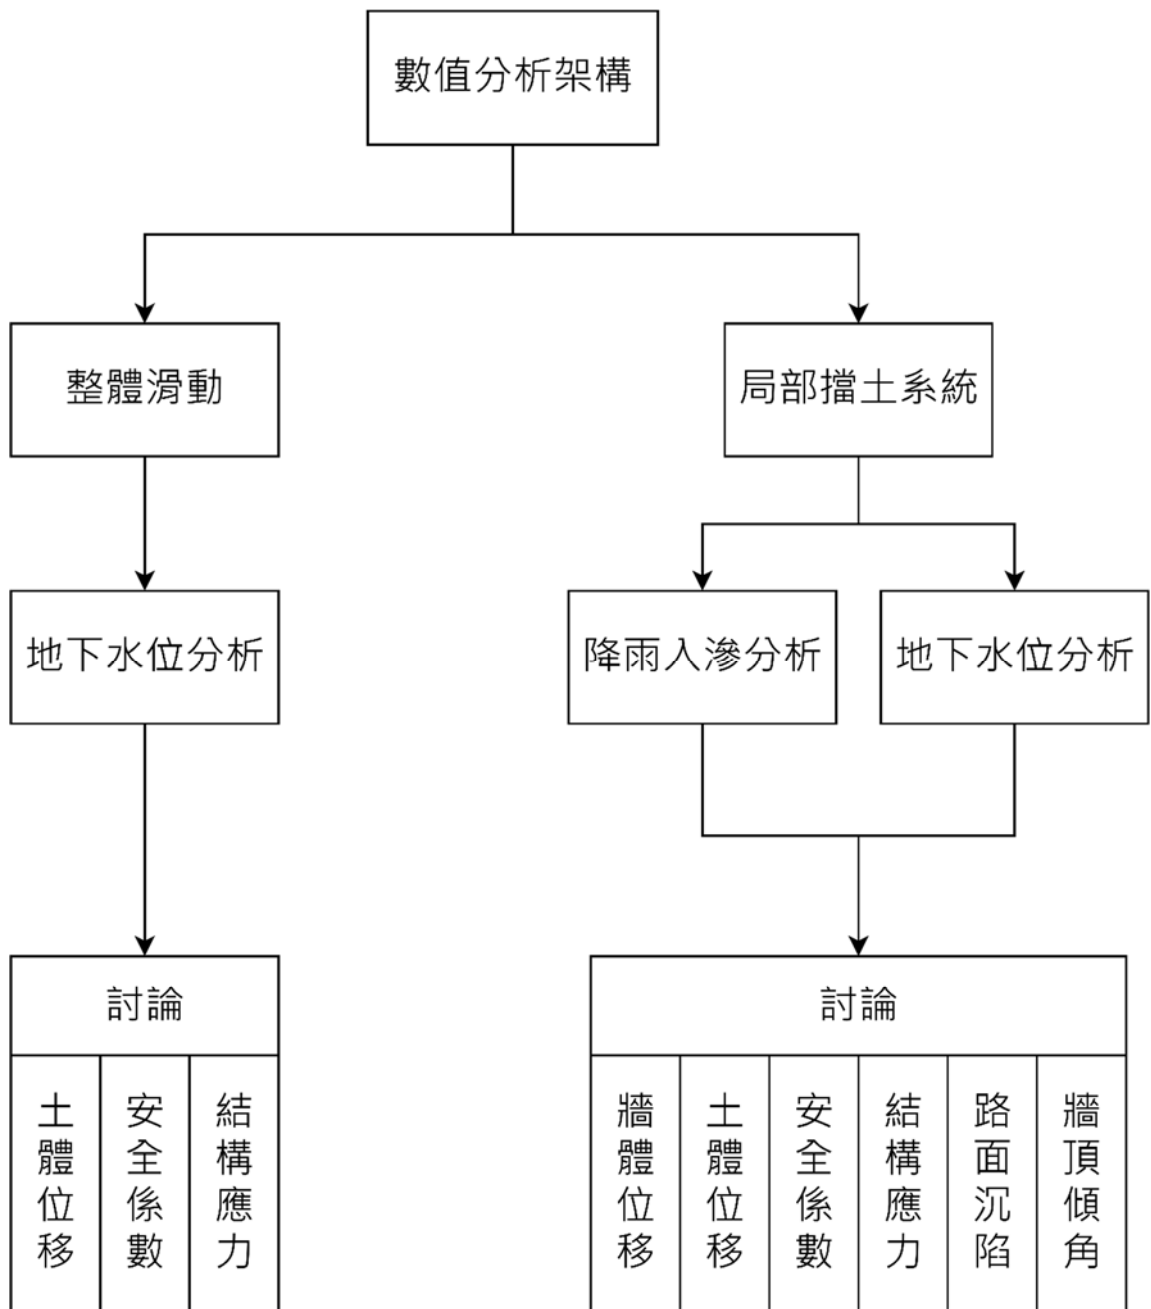 數值分析架構
整體滑動
局部擋土系統
地下水位分析
降雨入滲分析
地下水位分析
討論
土體位移
安全係數
結構應力
討論
牆體位移
土體位移
安全係數
結構應力
路面沉陷
牆頂傾角